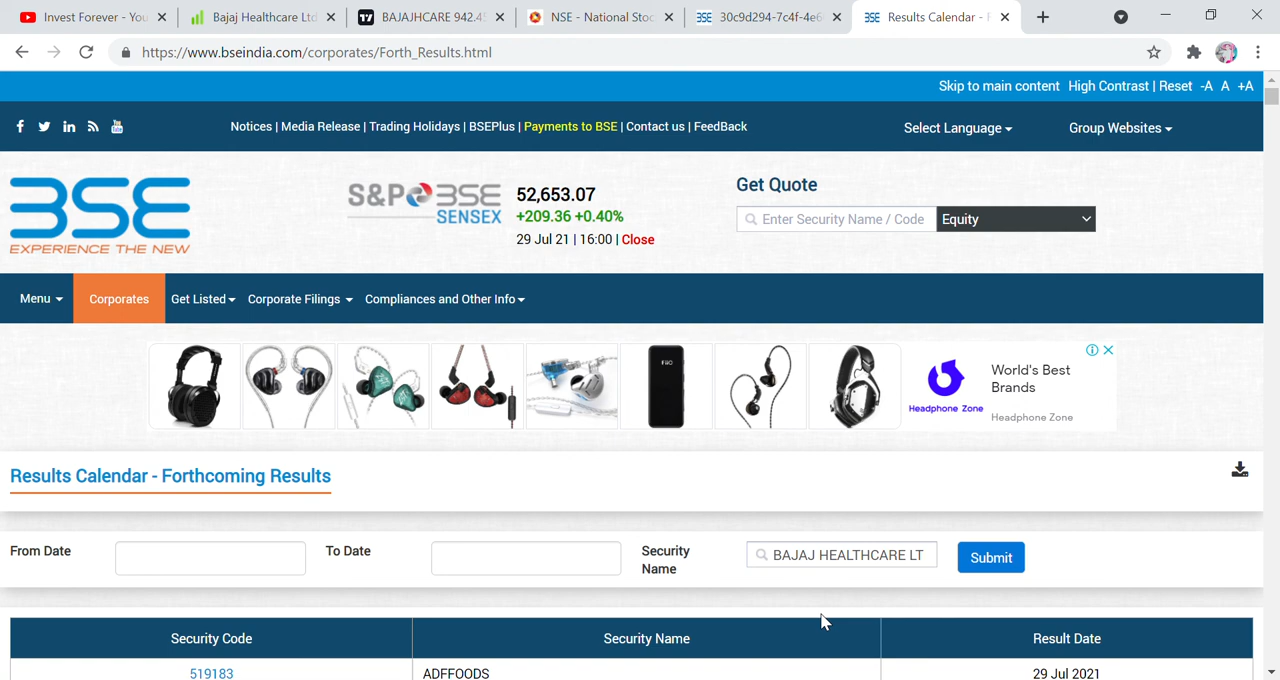 Invest Forever - You
Bajaj Healthcare Ltd
BAJAJHCARE 942.45
NSE - National Stoc
30c9d294-7c4f-4e6
Results Calendar - F
https://www.bseindia.com/corporates/Forth_Results.html
Skip to main content High Contrast | Reset -A A +A
Notices | Media Release | Trading Holidays | BSEPlus | Payments to BSE | Contact us | FeedBack
Select Language
Group Websites
BSE
EXPERIENCE THE NEW
S&P BSE
SENSEX
52,653.07
+209.36 +0.40%
29 Jul 21 | 16:00 | Close
Get Quote
Enter Security Name / Code
Equity
Menu
Corporates
Get Listed
Corporate Filings
Compliances and Other Info
FiiO
World's Best
Brands
Headphone Zone
Headphone Zone
Results Calendar - Forthcoming Results
From Date
To Date
Security
Name
BAJAJ HEALTHCARE LT
Submit
Security Code
Security Name
Result Date
519183
ADFFOODS
29 Jul 2021